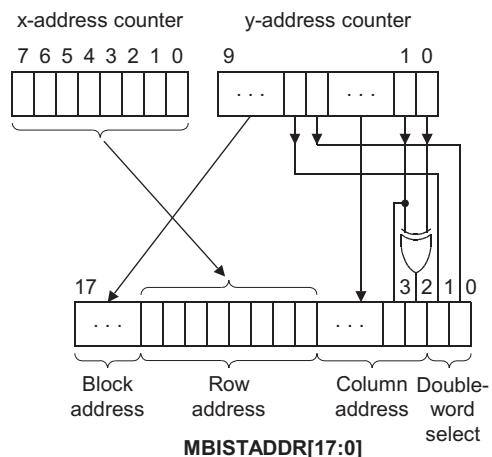 x-address counter y-address counter
7 6 5 4 3 2 1 0 9 1 0
. . . . . .
17 3 2 1 0
. . . . . .
Block address
Row address
Column address
Double-word select
MBISTADDR[17:0]